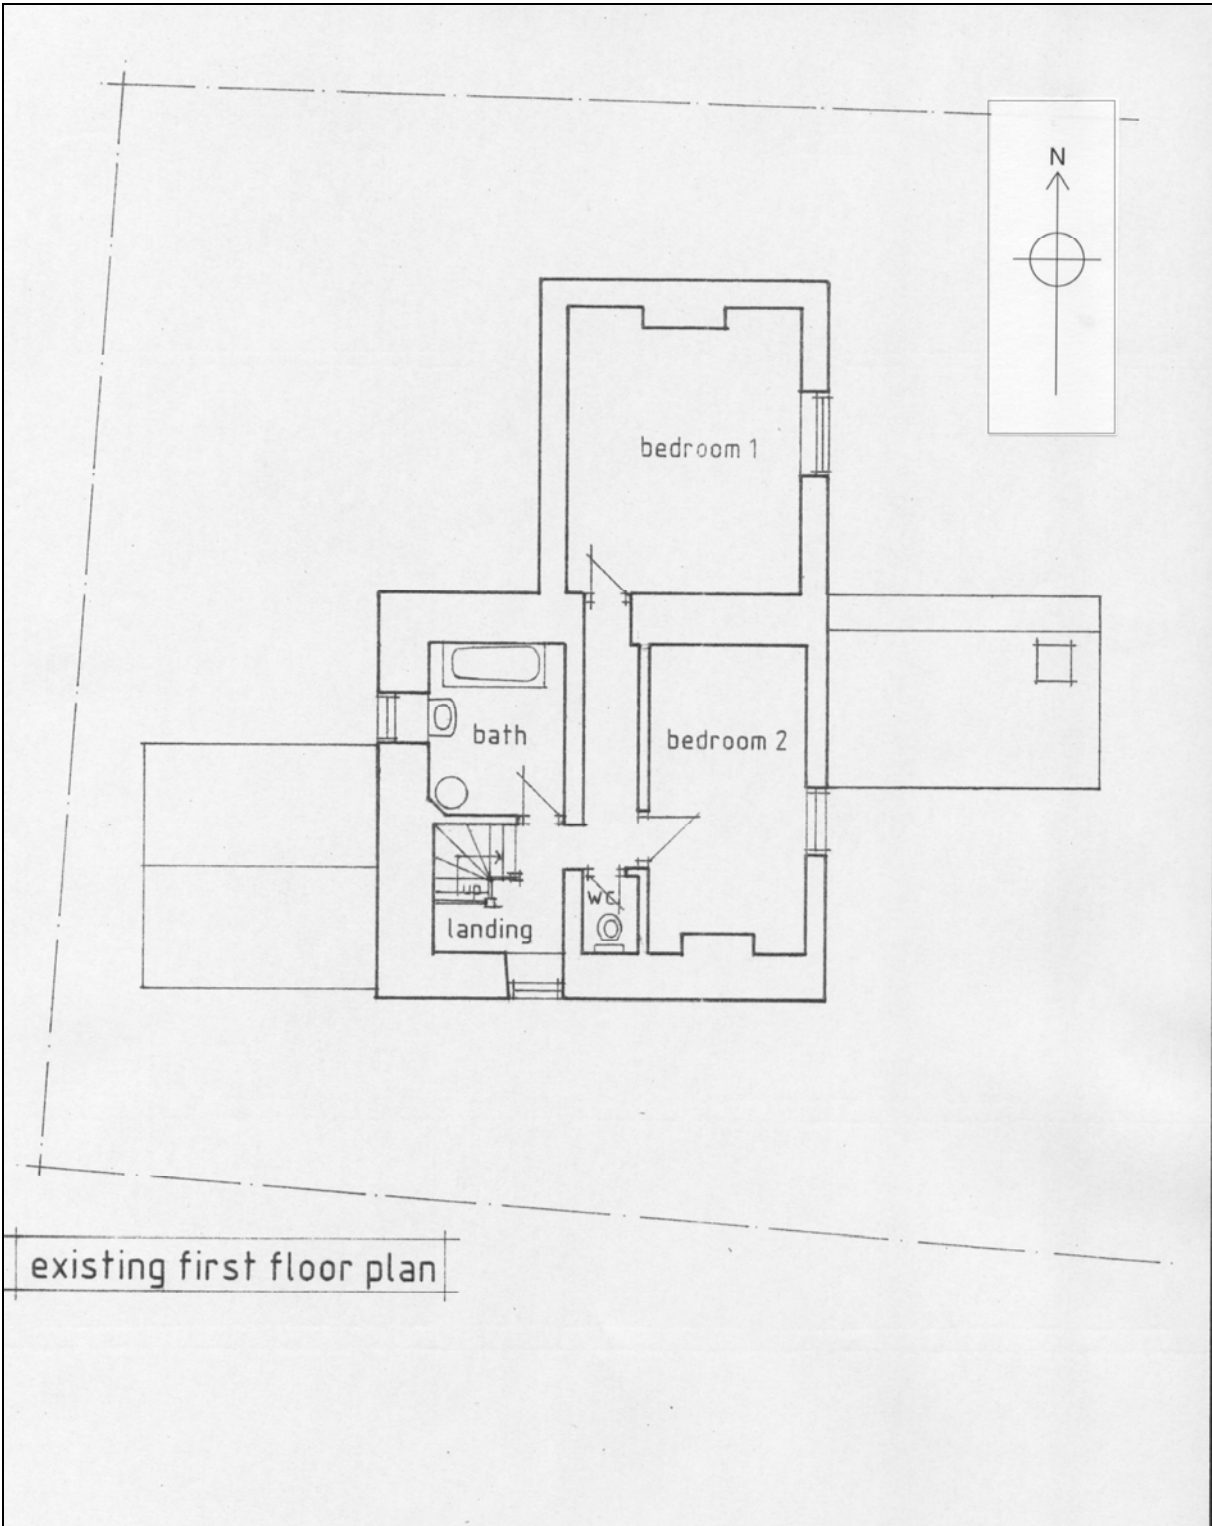 N
bedroom 1
bath
bedroom 2
up
wc
landing
existing first floor plan